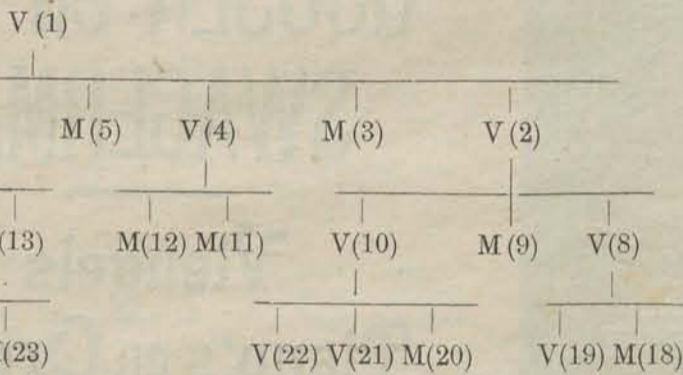 V (1)
M (5) V (4) M (3) V (2)
(13) M(12) M(11) V(10) M (9) V(8)
(23) V(22) V(21) M(20) V(19) M(18)